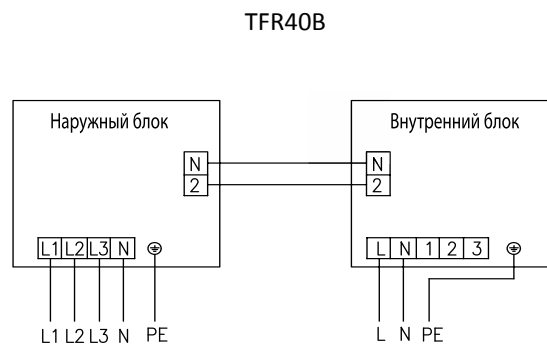 TFR40B
Наружный блок
Внутренний блок
N N
2 2
L1 L2 L3 N
L N 1 2 3
L1 L2 L3 N PE
L N PE